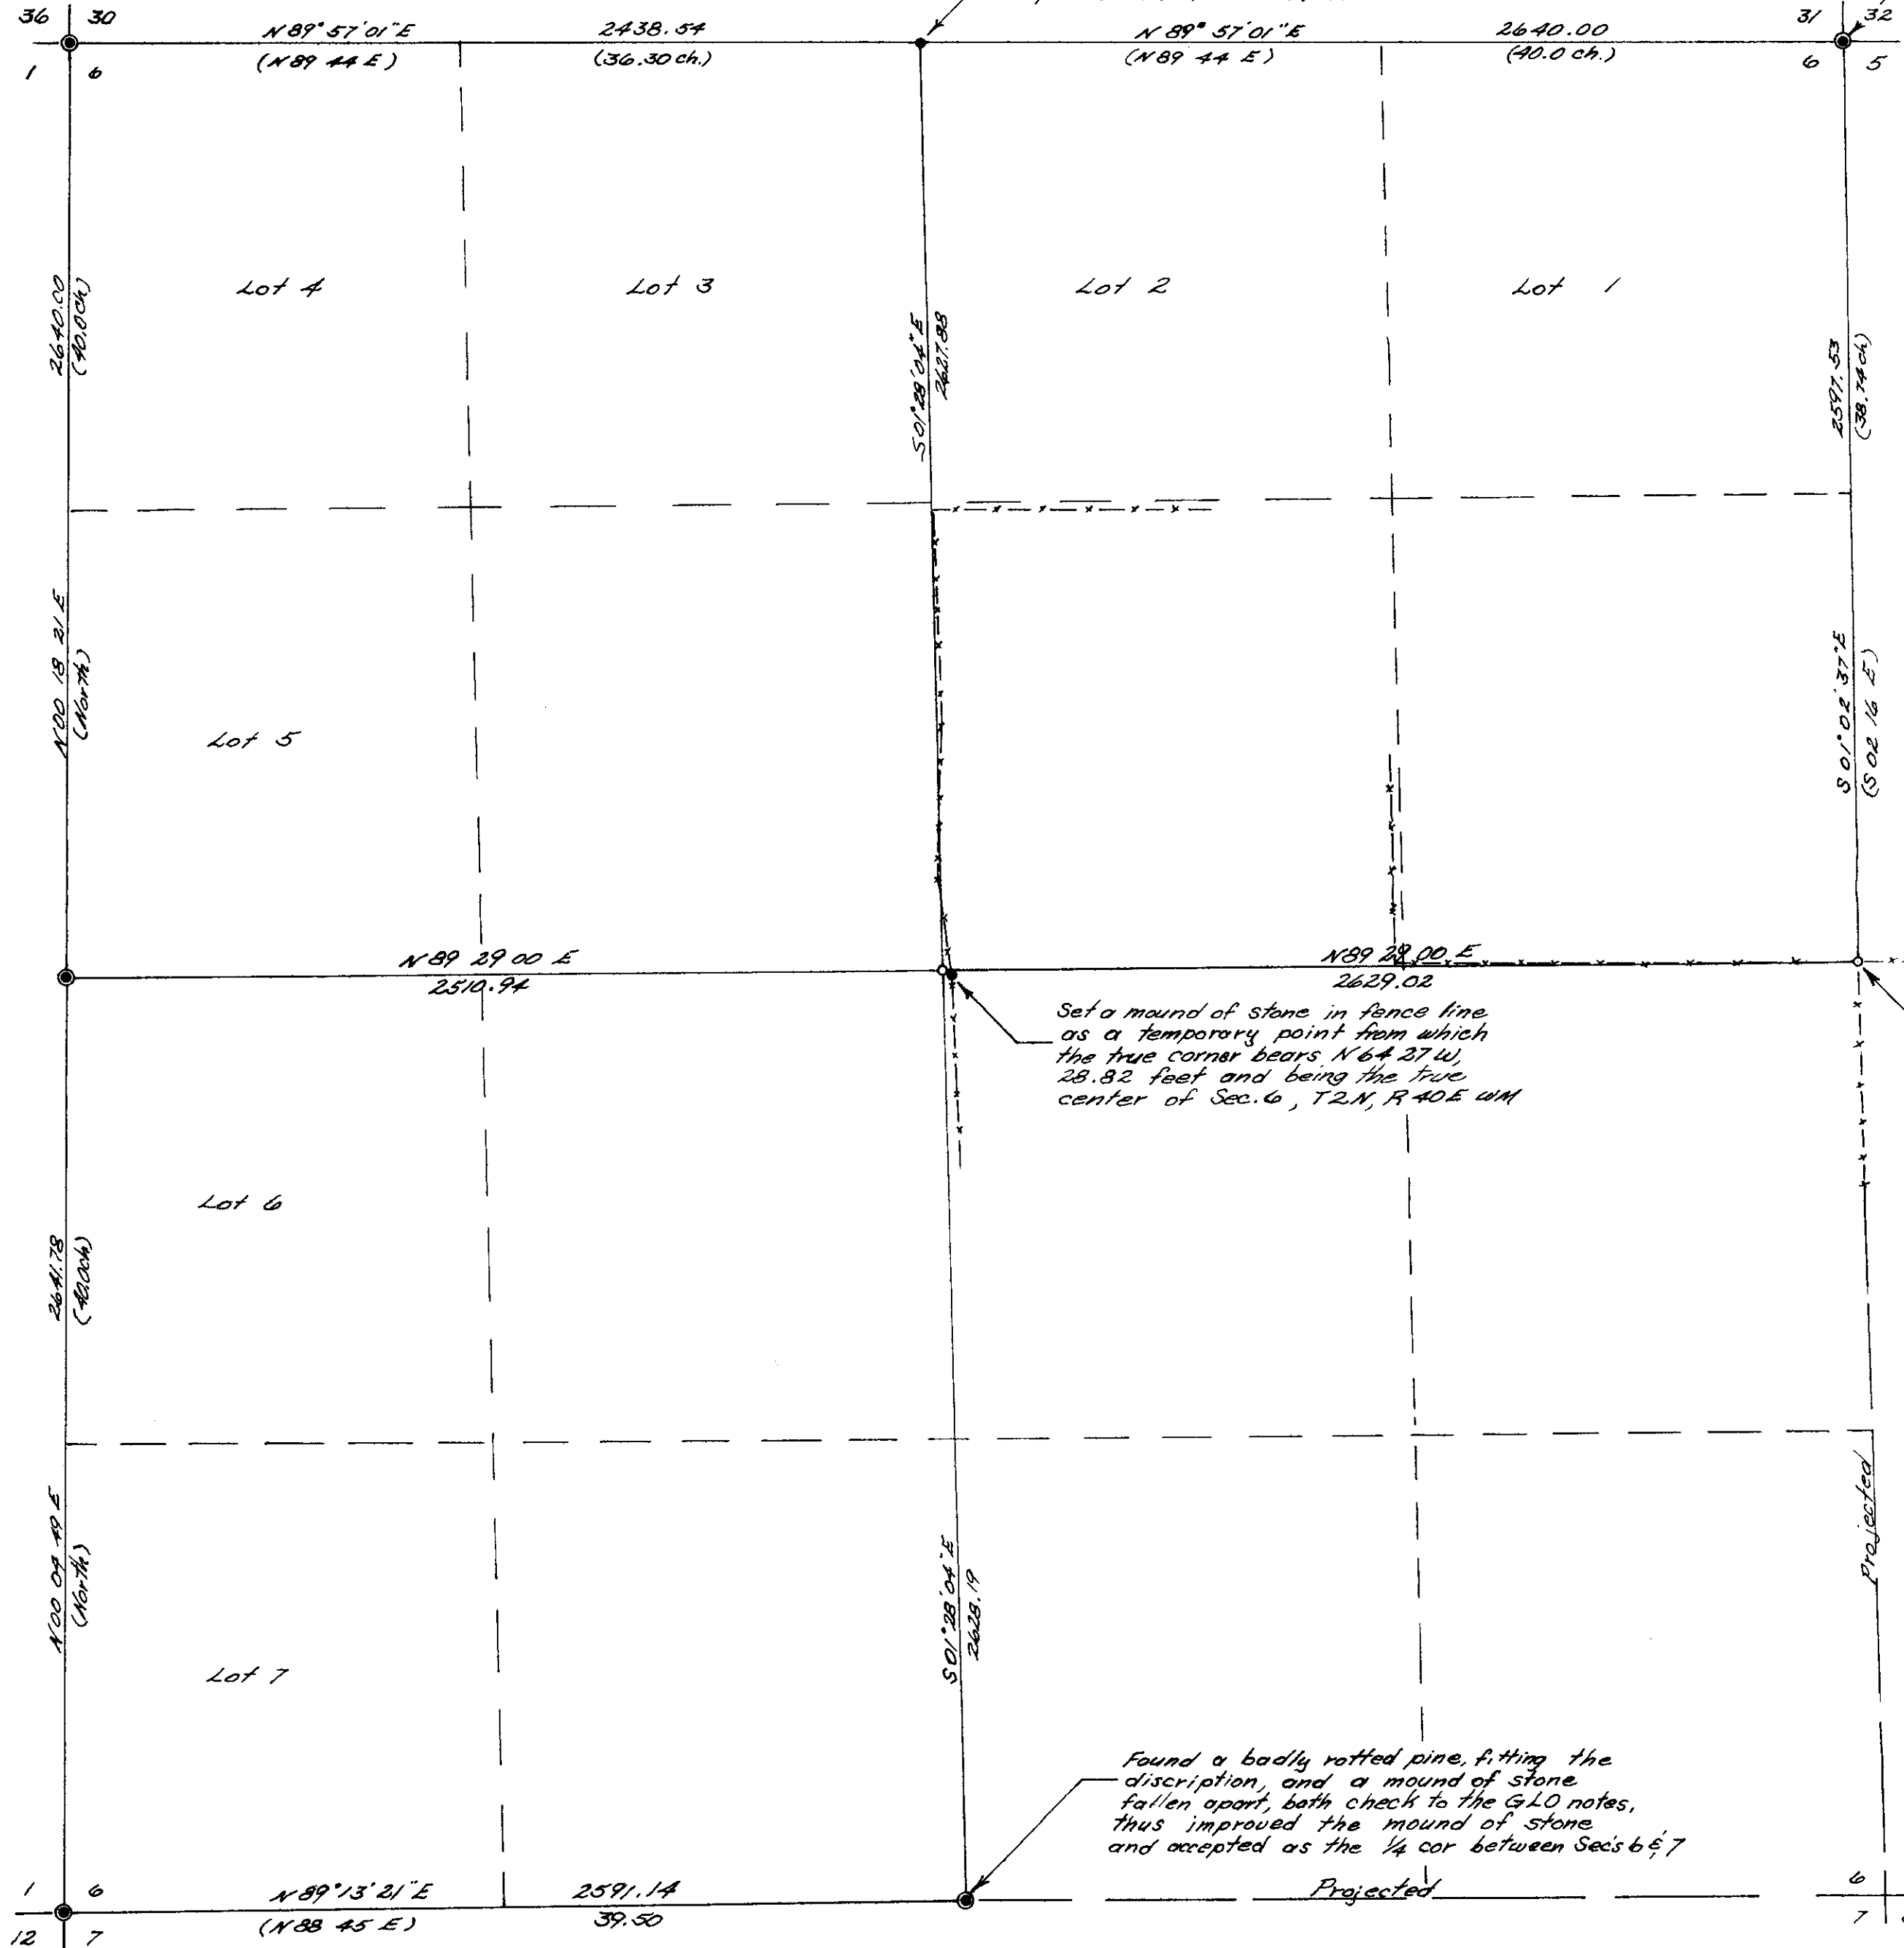 36 30
31 32
N 89° 57' 01" E
2438.54
N 89° 57' 01" E
2640.00
(N 89 44 E)
(36.30 ch.)
(N 89 44 E)
(40.0 ch.)
1 6
6 5
Lot 4
Lot 3
Lot 2
Lot 1
2640.00
(40.0 ch)
S 01° 28' 04" E
2627.88
2597.53
(38.74 ch)
N 00 18 21 E
(North)
S 01° 02' 37" E
(S 02 16 E)
Lot 5
N 89 29 00 E
2510.94
N 89 29 00 E
2629.02
Set a mound of stone in fence line
as a temporary point from which
the true corner bears N 64 27 W,
28.82 feet and being the true
center of Sec. 6, T2N, R 40E WM
Lot 6
2641.78
(40.0 ch)
N 00 04 49 E
(North)
S 01° 28' 04" E
2628.19
Projected
Lot 7
Found a badly rotted pine, fitting the
discription, and a mound of stone
fallen apart, both check to the GLO notes,
thus improved the mound of stone
and accepted as the 1/4 cor between Sec's 6 & 7
1 6
N 89° 13' 21" E
2591.14
Projected
6
(N 88 45 E)
39.50
12 7
7